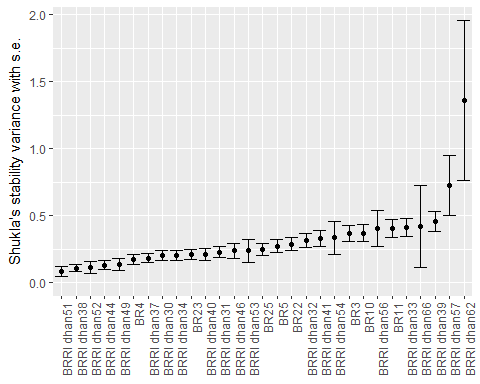 Shukla's stability variance with s.e.
2.0
1.5
1.0
0.5
0.0
BRRI dhan51
BRRI dhan38
BRRI dhan52
BRRI dhan44
BRRI dhan49
BR4
BRRI dhan37
BRRI dhan30
BRRI dhan34
BR23
BRRI dhan40
BRRI dhan31
BRRI dhan46
BRRI dhan53
BR25
BR5
BR22
BRRI dhan32
BRRI dhan41
BRRI dhan54
BR3
BR10
BRRI dhan56
BR11
BRRI dhan33
BRRI dhan66
BRRI dhan39
BRRI dhan57
BRRI dhan62